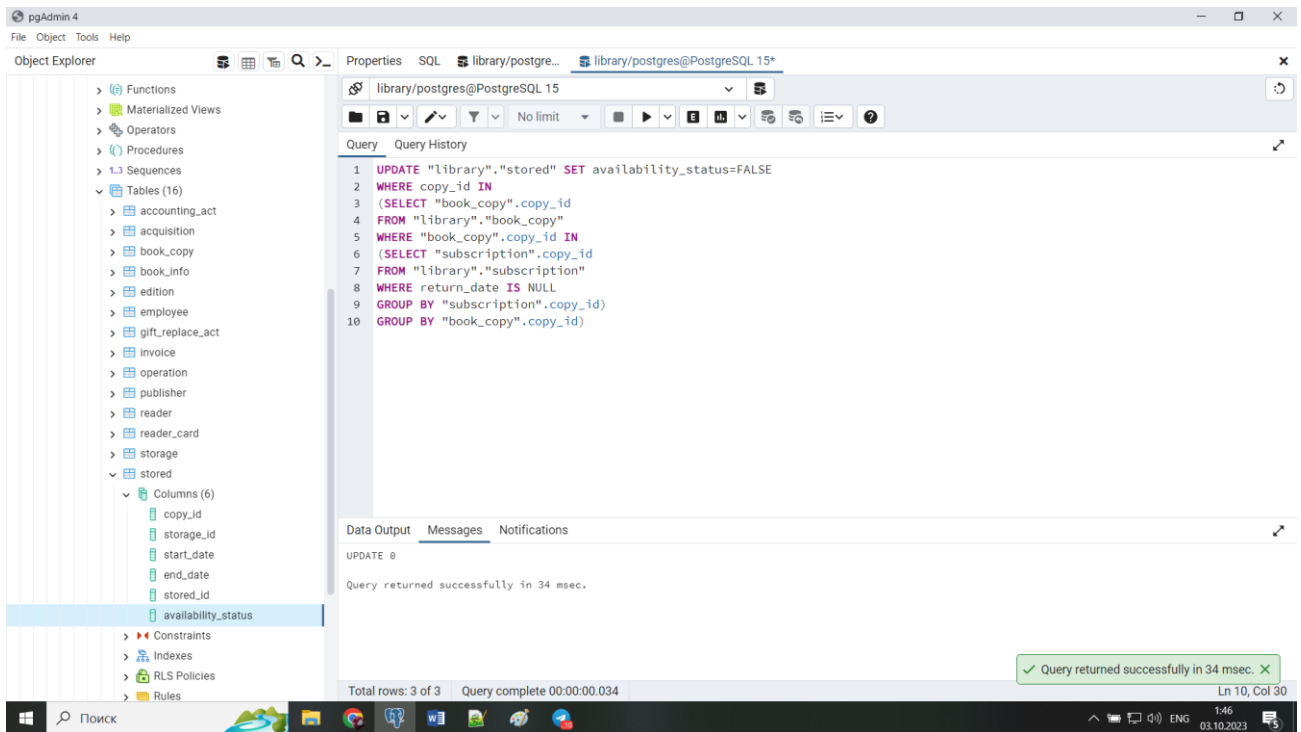 pgAdmin 4
File Object Tools Help
Object Explorer
Properties SQL library/postgre... library/postgres@PostgreSQL 15*
library/postgres@PostgreSQL 15
No limit
Query Query History
Functions
Materialized Views
Operators
Procedures
1..3 Sequences
Tables (16)
accounting_act
acquisition
book_copy
book_info
edition
employee
gift_replace_act
invoice
operation
publisher
reader
reader_card
storage
stored
Columns (6)
copy_id
storage_id
start_date
end_date
stored_id
availability_status
Constraints
Indexes
RLS Policies
Rules
1 UPDATE "library"."stored" SET availability_status=FALSE
2 WHERE copy_id IN
3 (SELECT "book_copy".copy_id
4 FROM "library"."book_copy"
5 WHERE "book_copy".copy_id IN
6 (SELECT "subscription".copy_id
7 FROM "library"."subscription"
8 WHERE return_date IS NULL
9 GROUP BY "subscription".copy_id)
10 GROUP BY "book_copy".copy_id)
Data Output Messages Notifications
UPDATE 0
Query returned successfully in 34 msec.
Query returned successfully in 34 msec.
Total rows: 3 of 3 Query complete 00:00:00.034 Ln 10, Col 30
Поиск
ENG
1:46
03.10.2023